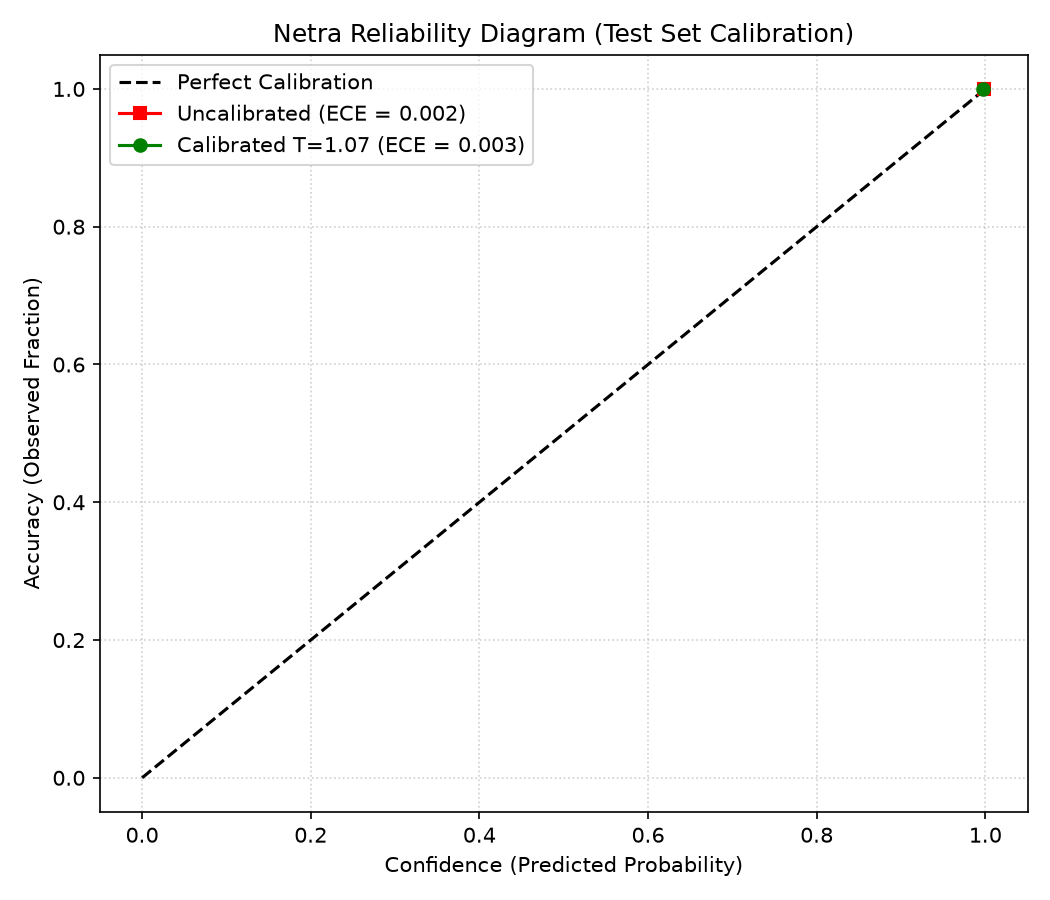 Netra Reliability Diagram (Test Set Calibration)
Perfect Calibration
Uncalibrated (ECE = 0.002)
Calibrated T=1.07 (ECE = 0.003)
Accuracy (Observed Fraction)
1.0
0.8
0.6
0.4
0.2
0.0
0.0 0.2 0.4 0.6 0.8 1.0
Confidence (Predicted Probability)